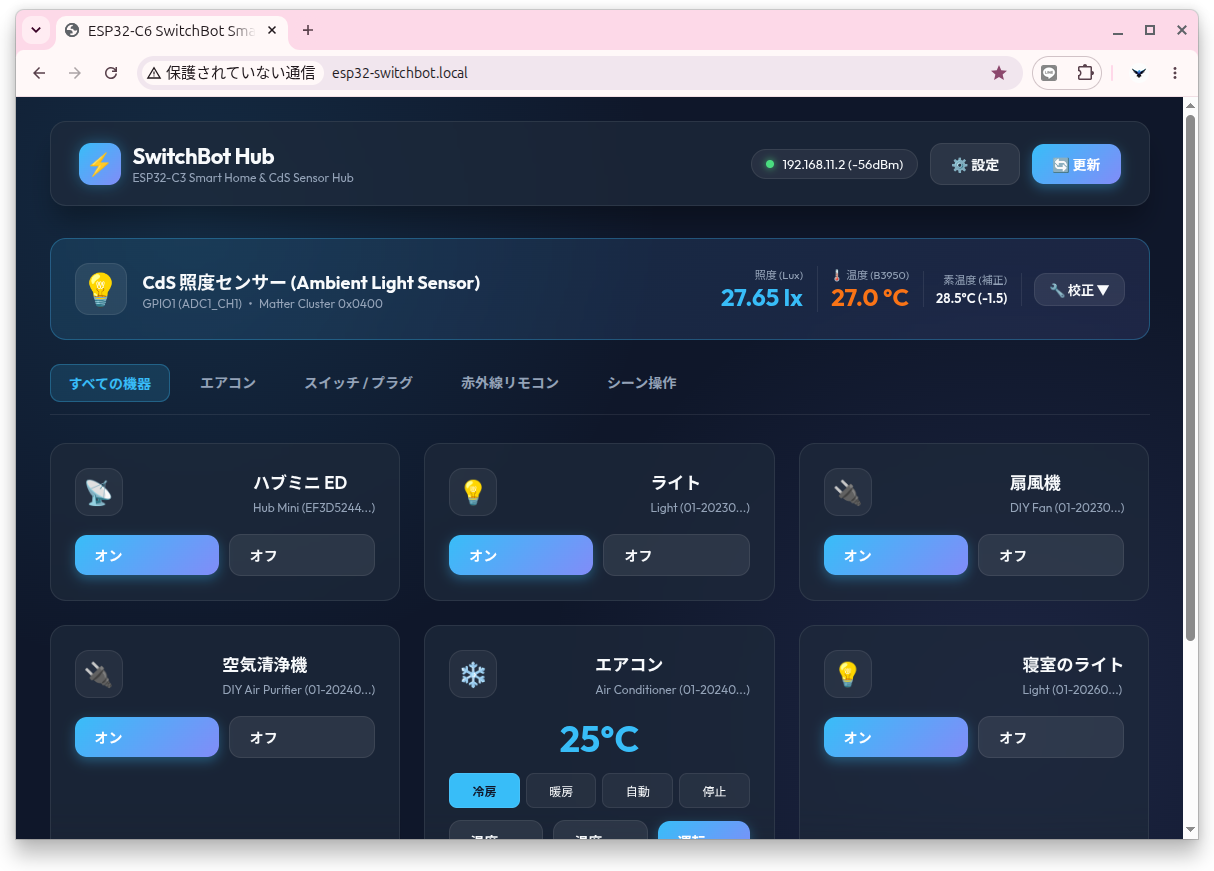 ESP32-C6 SwitchBot Sma
保護されていない通信
esp32-switchbot.local
SwitchBot Hub
ESP32-C3 Smart Home & CdS Sensor Hub
192.168.11.2 (-56dBm)
設定
更新
CdS 照度センサー (Ambient Light Sensor)
GPIO1 (ADC1_CH1) • Matter Cluster 0x0400
照度 (Lux)
27.65 lx
温度 (B3950)
27.0 °C
素温度 (補正)
28.5°C (-1.5)
校正 ▼
すべての機器
エアコン
スイッチ / プラグ
赤外線リモコン
シーン操作
ハブミニ ED
Hub Mini (EF3D5244...)
オン
オフ
ライト
Light (01-20230...)
オン
オフ
扇風機
DIY Fan (01-20230...)
オン
オフ
空気清浄機
DIY Air Purifier (01-20240...)
オン
オフ
エアコン
Air Conditioner (01-20240...)
25°C
冷房
暖房
自動
停止
寝室のライト
Light (01-20260...)
オン
オフ